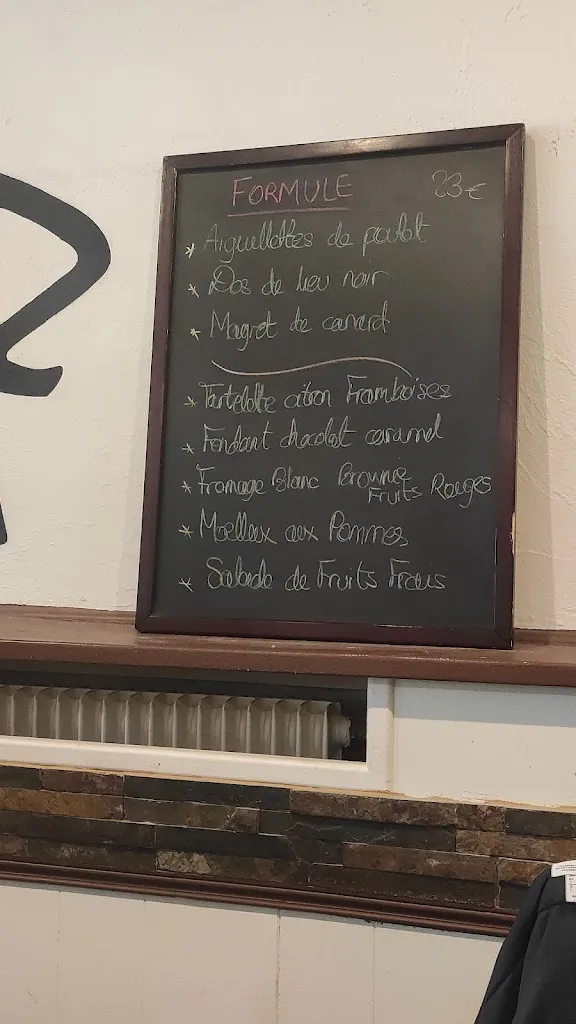 FORMULE 23€
* Aiguillettes de poulet
* Dos de lieu noir
* Magret de canard
* Tartelette citron Framboises
* Fondant chocolat caramel
* Fromage Blanc Brownie
Fruits Rouges
* Moelleux aux Pommes
* Salade de Fruits Frais